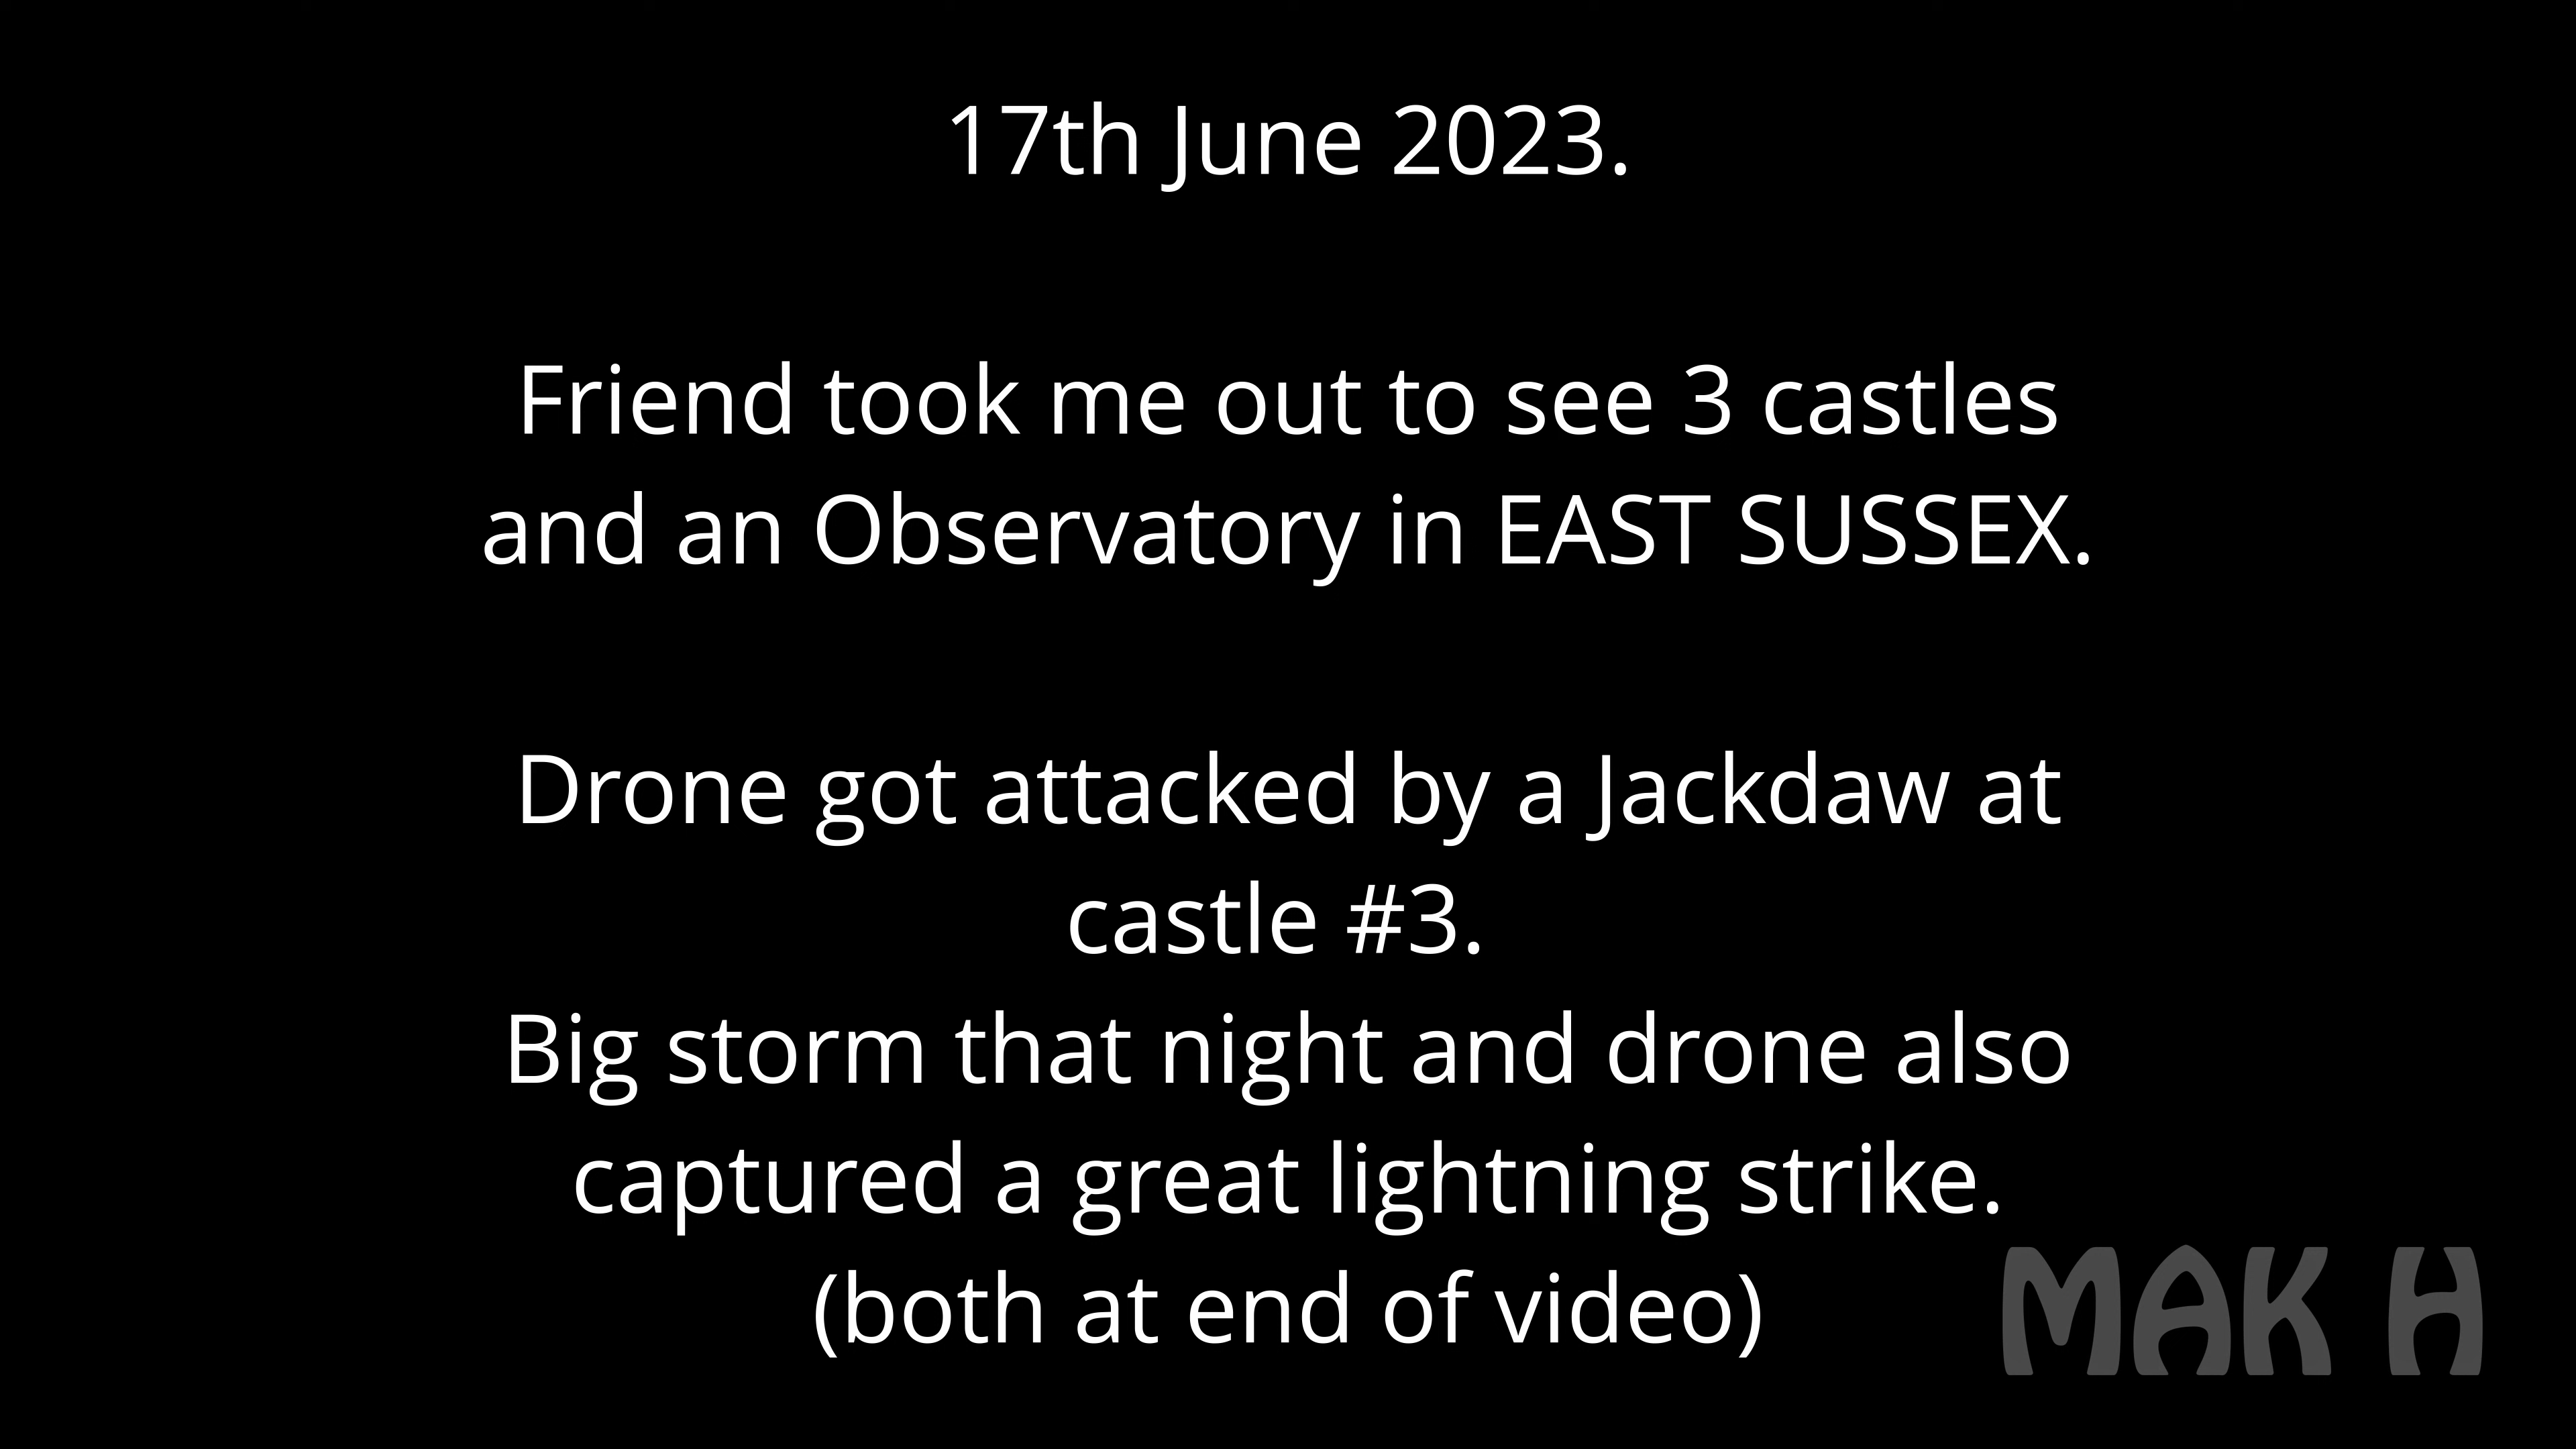 17th June 2023.
Friend took me out to see 3 castles
and an Observatory in EAST SUSSEX.
Drone got attacked by a Jackdaw at
castle #3.
Big storm that night and drone also
captured a great lightning strike.
(both at end of video)
MAK H